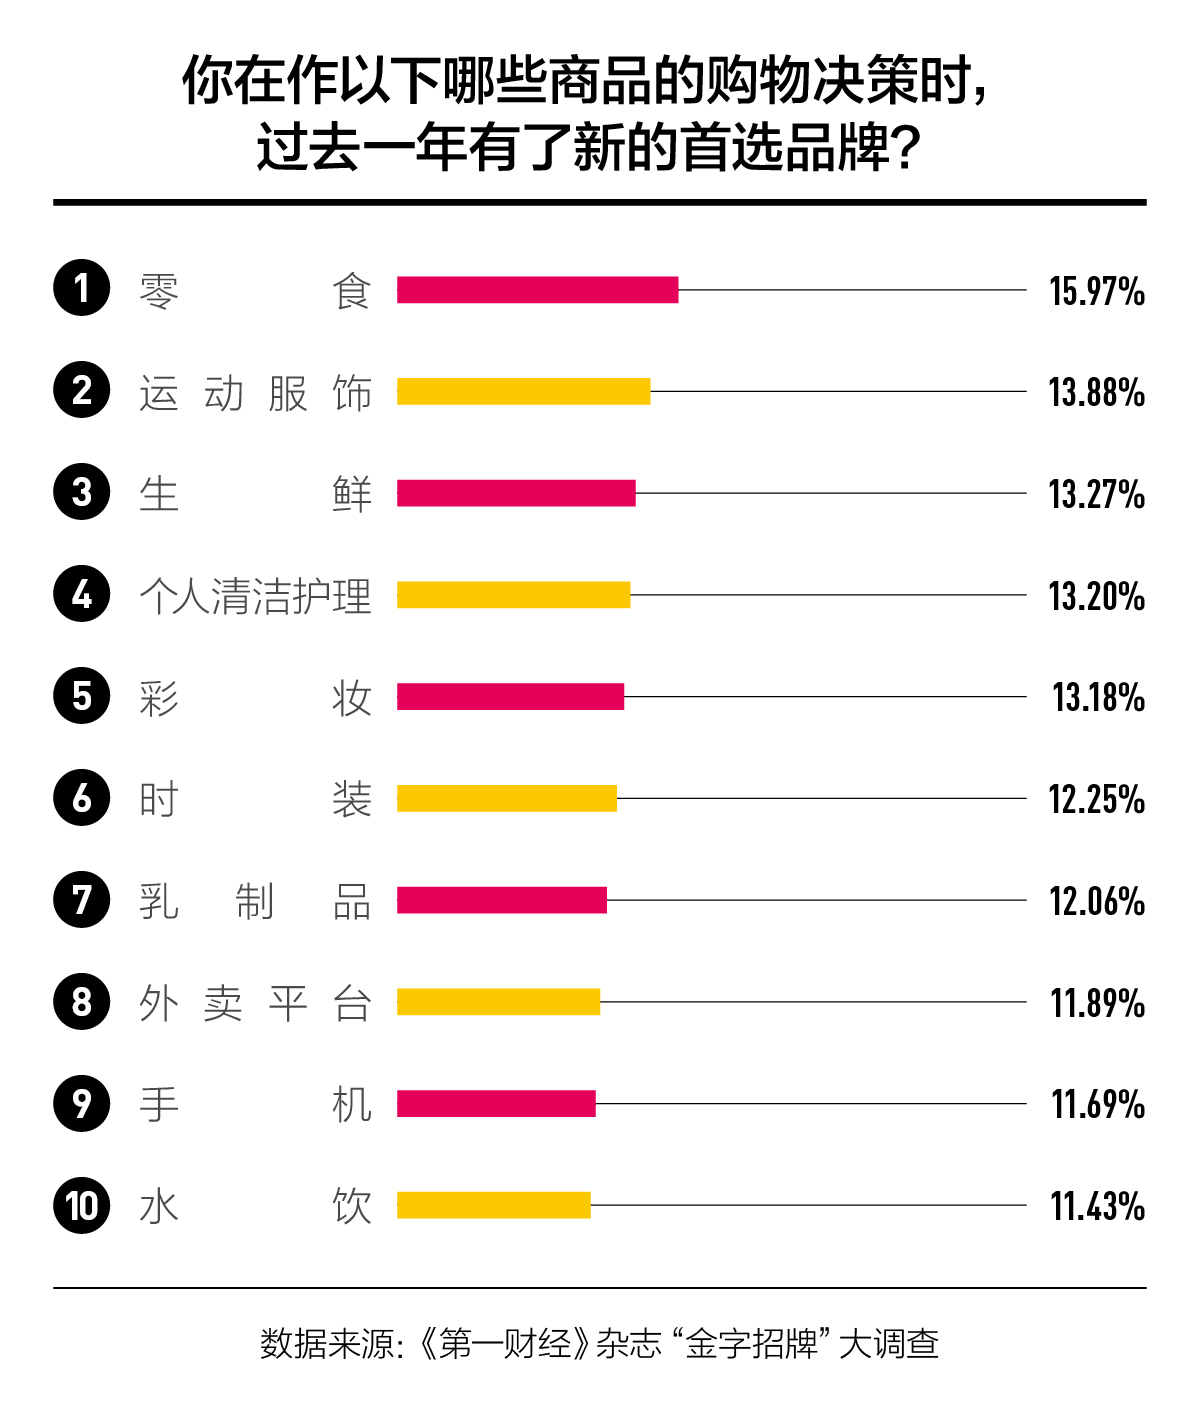 你在作以下哪些商品的购物决策时，
过去一年有了新的首选品牌？
1 零食 15.97%
2 运动服饰 13.88%
3 生鲜 13.27%
4 个人清洁护理 13.20%
5 彩妆 13.18%
6 时装 12.25%
7 乳制品 12.06%
8 外卖平台 11.89%
9 手机 11.69%
10 水饮 11.43%
数据来源：《第一财经》杂志“金字招牌”大调查